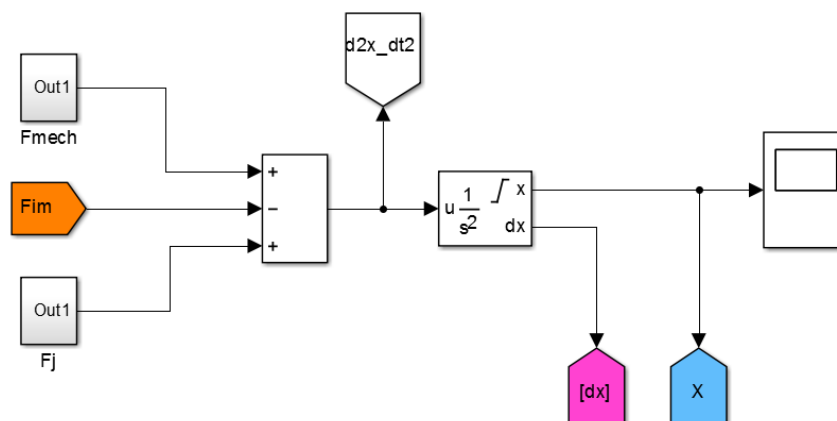 d2x_dt2
Out1
Fmech
+
Fim
−
+
Out1
Fj
u 1/s² x
dx
[dx]
X